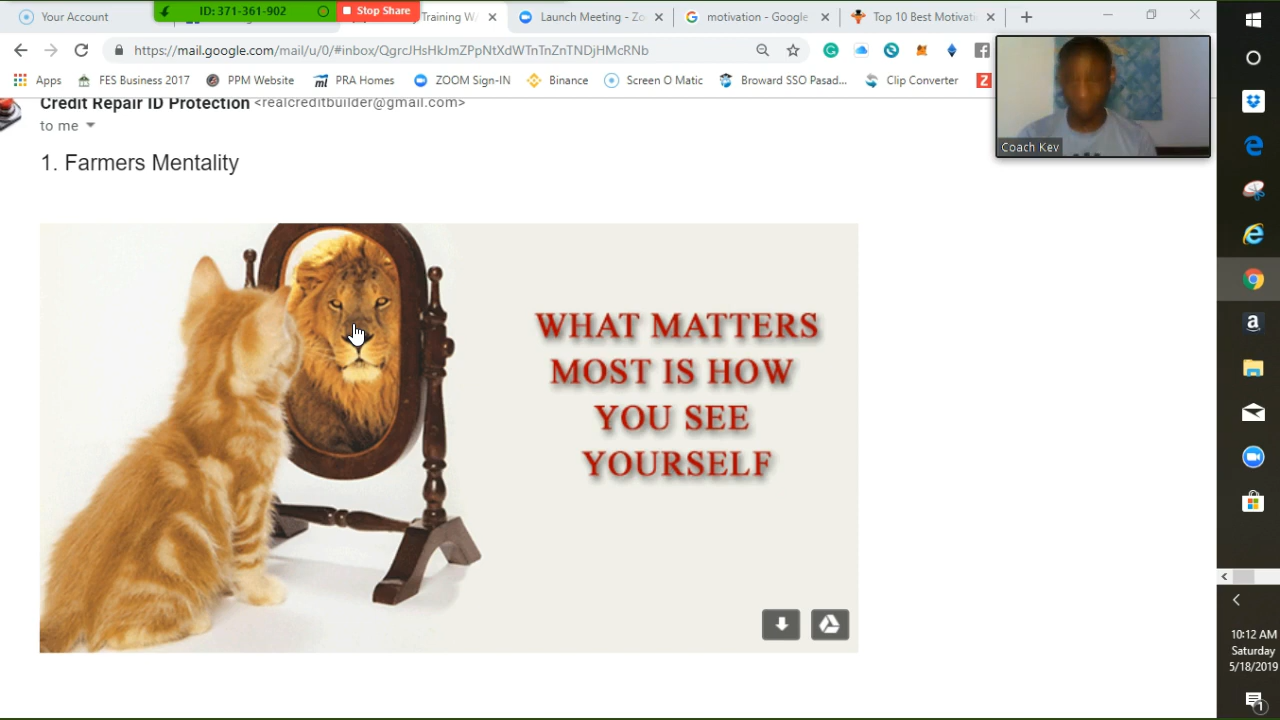 Your Account
ID: 371-361-902
Stop Share
Training W
Launch Meeting - Zo
motivation - Google
Top 10 Best Motivat
https://mail.google.com/mail/u/0/#inbox/QgrcJHsHkJmZPpNtXdWTnTnZnTNDjHMcRNb
Apps
FES Business 2017
PPM Website
PRA Homes
ZOOM Sign-IN
Binance
Screen O Matic
Broward SSO Pasad...
Clip Converter
Credit Repair ID Protection <realcreditbuilder@gmail.com>
to me
Coach Kev
1. Farmers Mentality
WHAT MATTERS
MOST IS HOW
YOU SEE
YOURSELF
10:12 AM
Saturday
5/18/2019
1